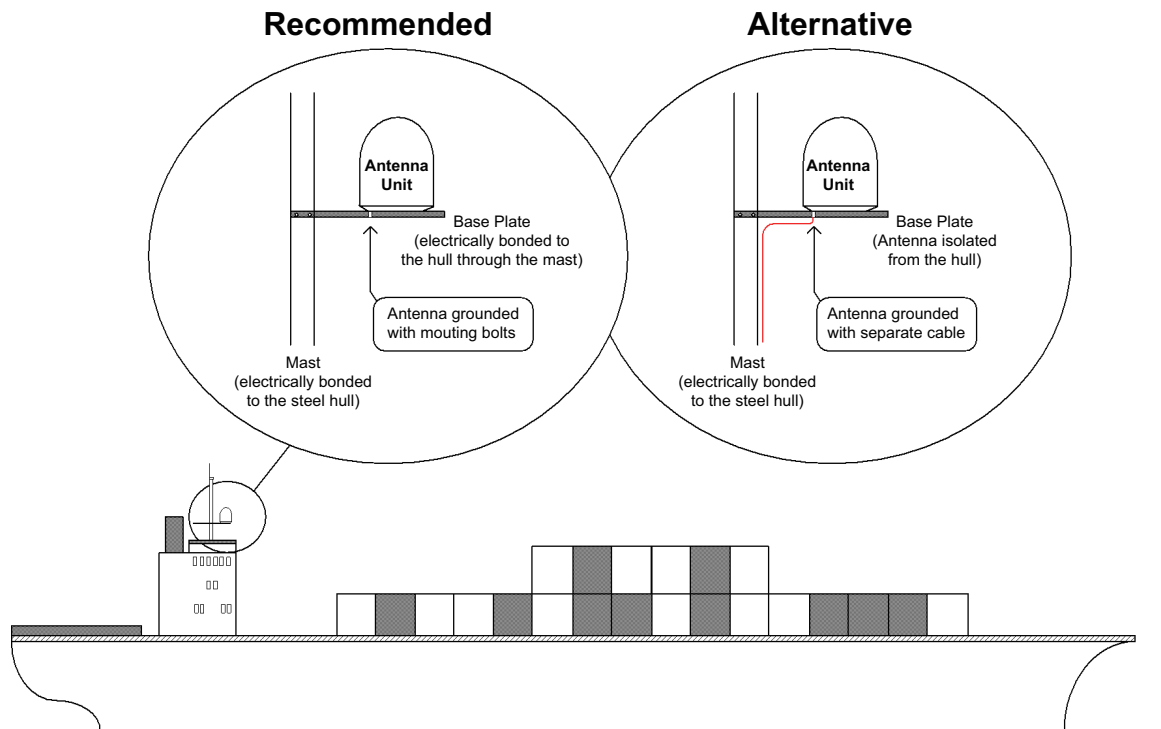 Recommended
Antenna
Unit
Base Plate
(electrically bonded to
the hull through the mast)
Antenna grounded
with mouting bolts
Mast
(electrically bonded
to the steel hull)
Alternative
Antenna
Unit
Base Plate
(Antenna isolated
from the hull)
Antenna grounded
with separate cable
Mast
(electrically bonded
to the steel hull)